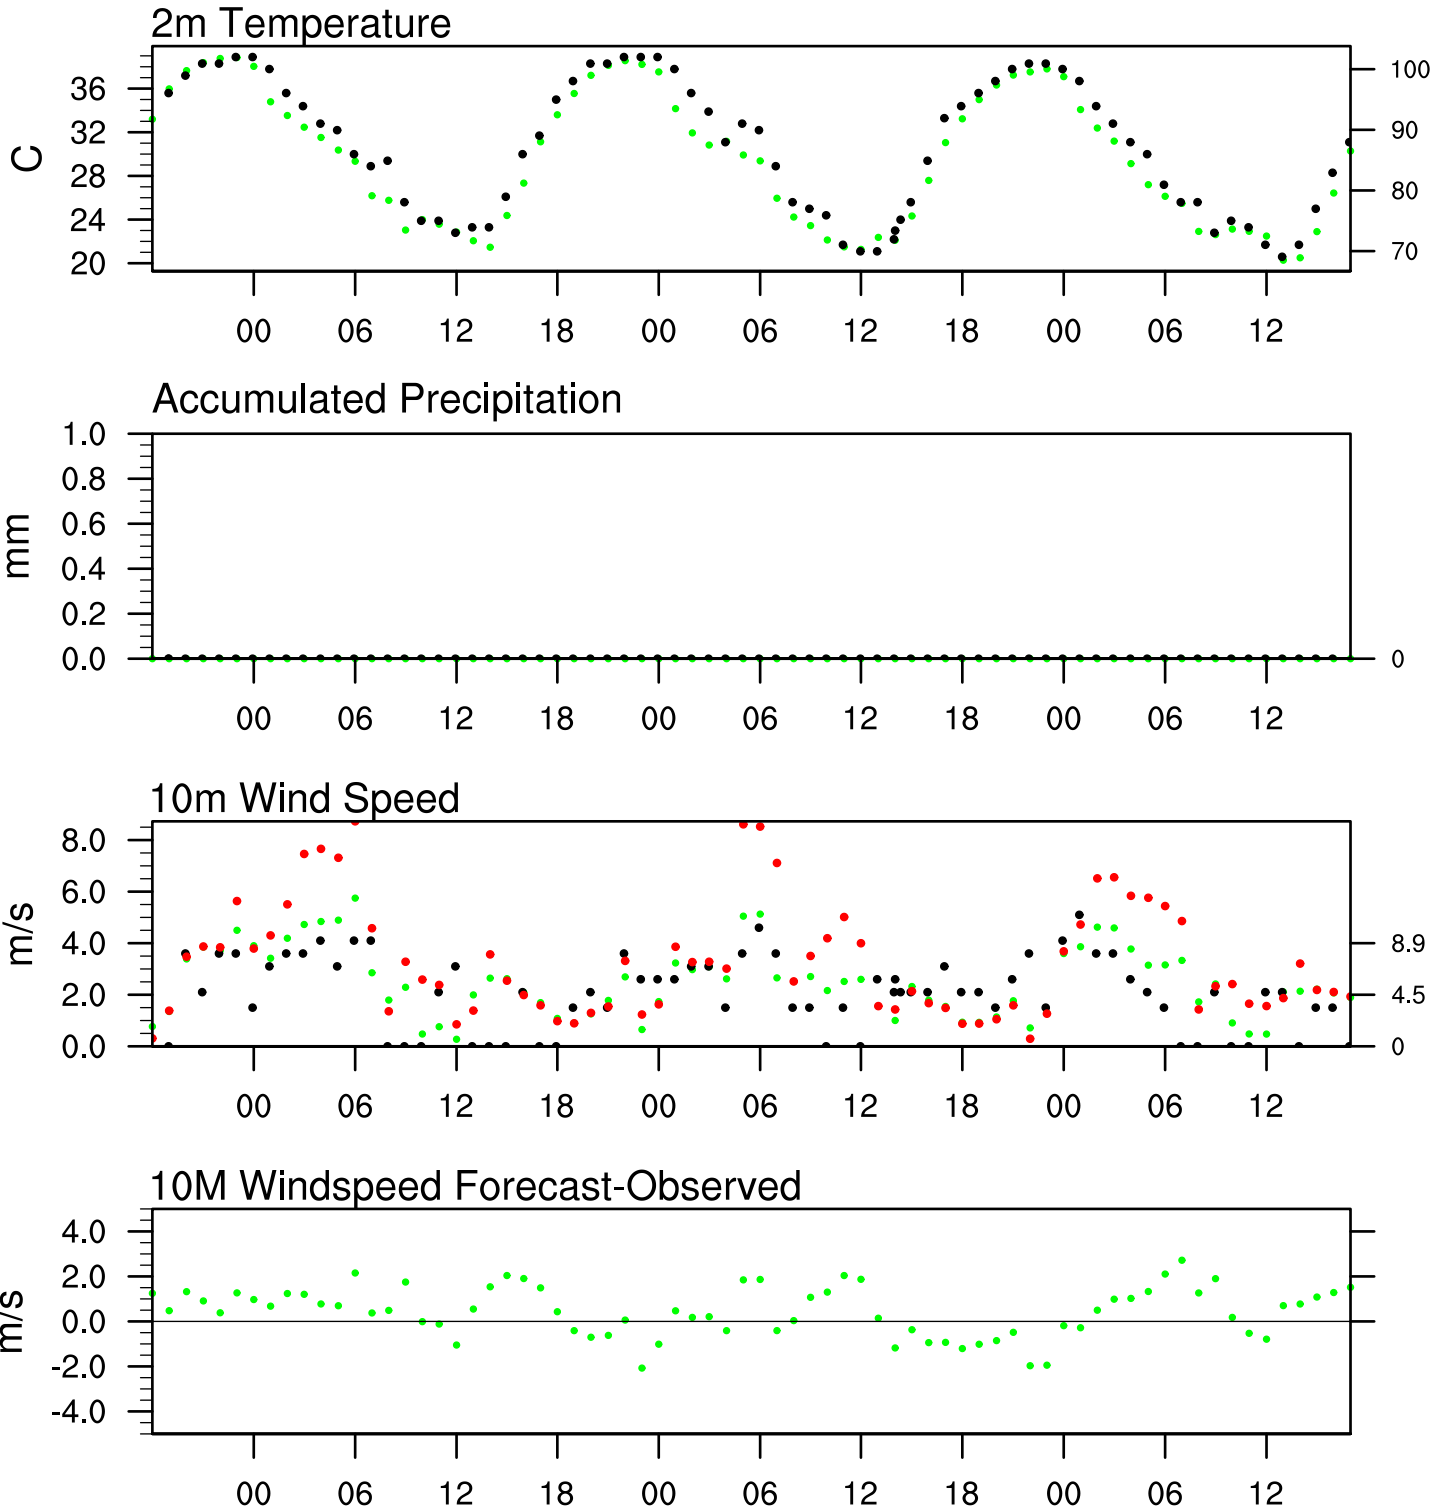 2m Temperature
C
36
32
28
24
20
100
90
80
70
00 06 12 18 00 06 12 18 00 06 12
Accumulated Precipitation
mm
1.0
0.8
0.6
0.4
0.2
0.0
0
00 06 12 18 00 06 12 18 00 06 12
10m Wind Speed
m/s
8.0
6.0
4.0
2.0
0.0
8.9
4.5
0
00 06 12 18 00 06 12 18 00 06 12
10M Windspeed Forecast-Observed
m/s
4.0
2.0
0.0
-2.0
-4.0
00 06 12 18 00 06 12 18 00 06 12